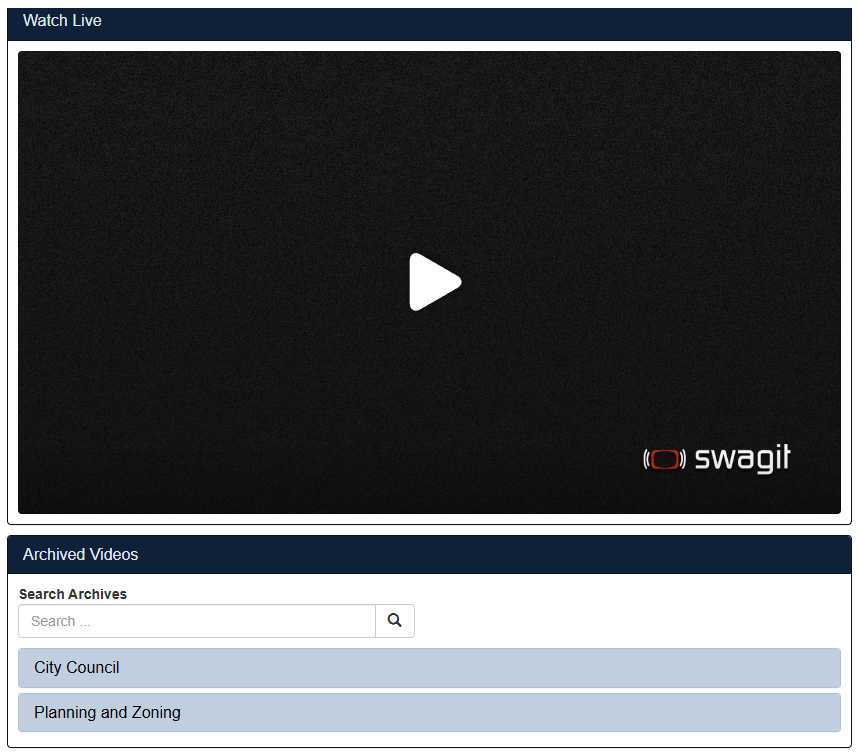 Watch Live
swagit
Archived Videos
Search Archives
Search ...
City Council
Planning and Zoning